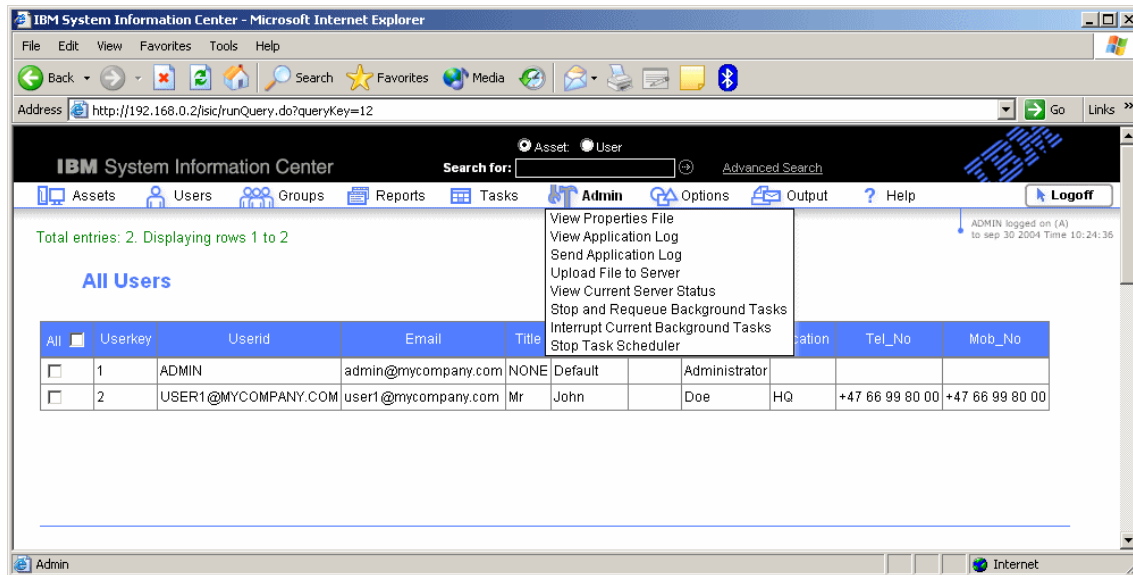 IBM System Information Center - Microsoft Internet Explorer
File Edit View Favorites Tools Help
Back Search Favorites Media
Address http://192.168.0.2/isic/runQuery.do?queryKey=12 Go Links »
Asset: User
IBM System Information Center Search for: Advanced Search IBM
Assets Users Groups Reports Tasks Admin Options Output ? Help Logoff
View Properties File
View Application Log
Send Application Log
Upload File to Server
View Current Server Status
Stop and Requeue Background Tasks
Interrupt Current Background Tasks
Stop Task Scheduler
ADMIN logged on (A)
to sep 30 2004 Time 10:24:36
Total entries: 2. Displaying rows 1 to 2
All Users
All Userkey Userid Email Title ation Tel_No Mob_No
1 ADMIN admin@mycompany.com NONE Default Administrator
2 USER1@MYCOMPANY.COM user1@mycompany.com Mr John Doe HQ +47 66 99 80 00 +47 66 99 80 00
Admin Internet